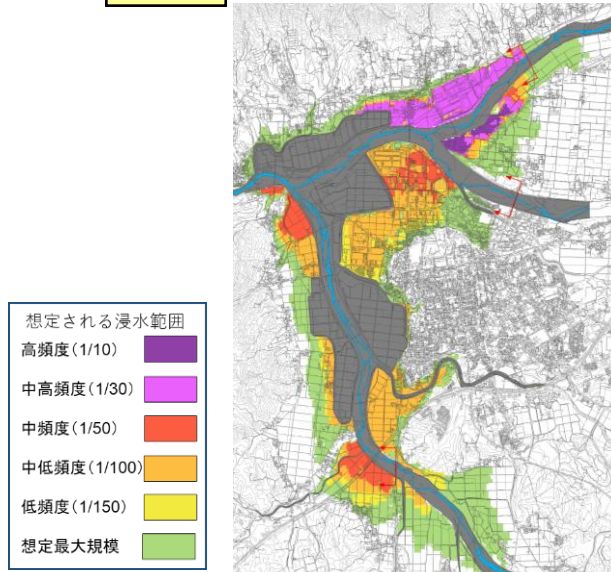 想定される浸水範囲
高頻度(1/10)
中高頻度(1/30)
中頻度(1/50)
中低頻度(1/100)
低頻度(1/150)
想定最大規模